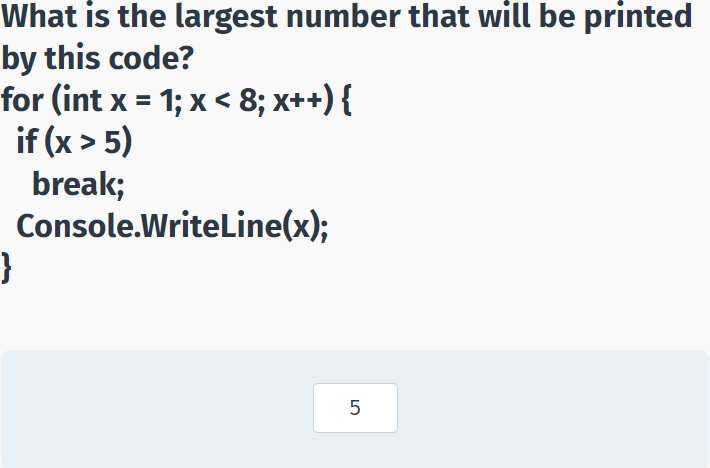 What is the largest number that will be printed
by this code?
for (int x = 1; x < 8; x++) {
if (x > 5)
break;
Console.WriteLine(x);
}
5